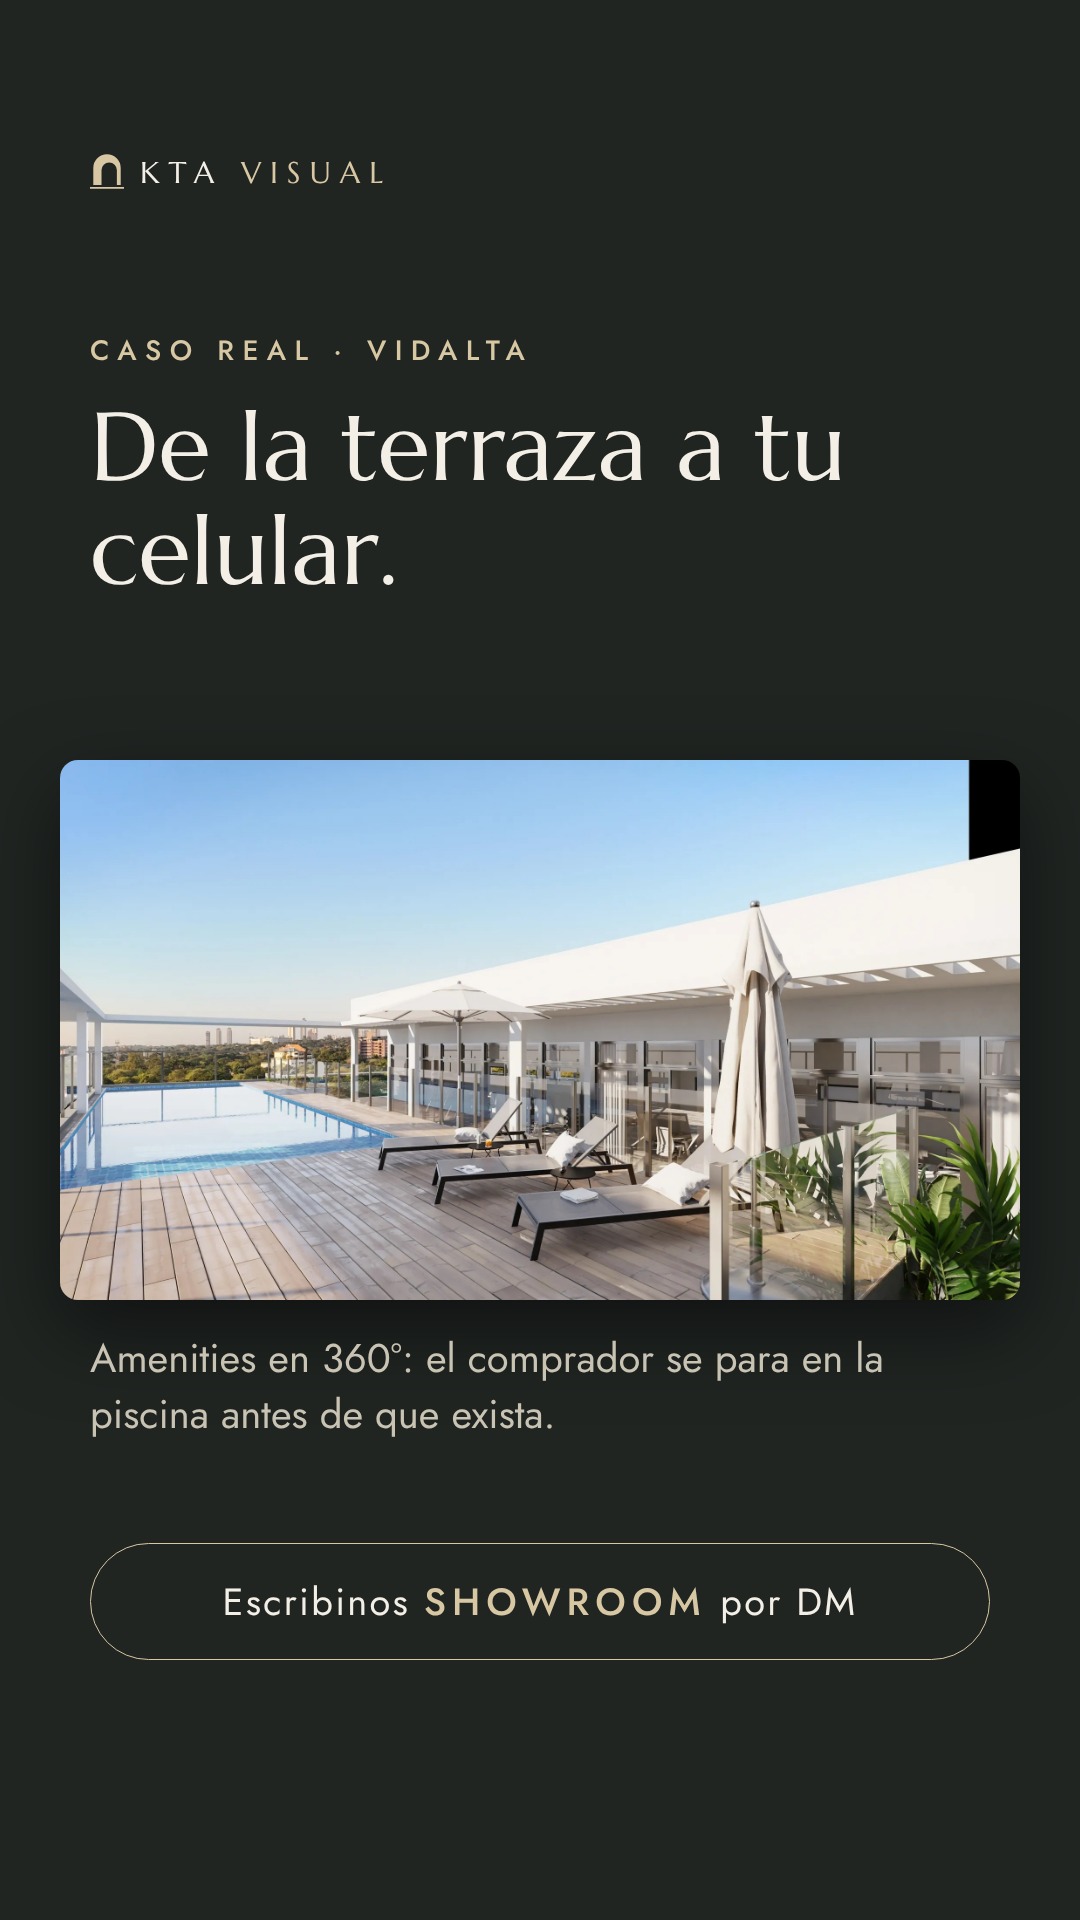 KTA VISUAL
CASO REAL · VIDALTA
De la terraza a tu
celular.
Amenities en 360°: el comprador se para en la
piscina antes de que exista.
Escribinos SHOWROOM por DM